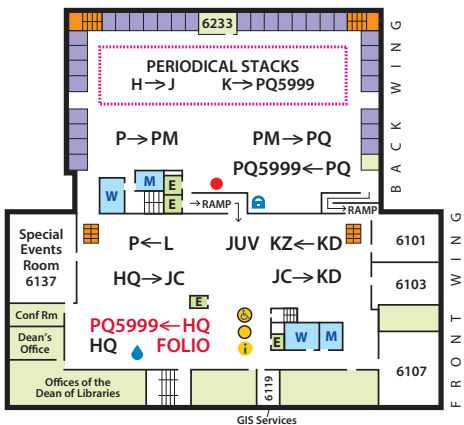 6233
PERIODICAL STACKS
H→J K→PQ5999
P→PM PM→PQ
PQ5999←PQ
BACK WING
M
E
W
E
→RAMP
→RAMP
Special
Events
Room
6137
P←L JUV KZ←KD
6101
HQ→JC JC→KD
6103
E
Conf Rm
PQ5999←HQ
HQ FOLIO
i
E
W
M
Dean's
Office
6107
Offices of the
Dean of Libraries
6119
FRONT WING
GIS Services